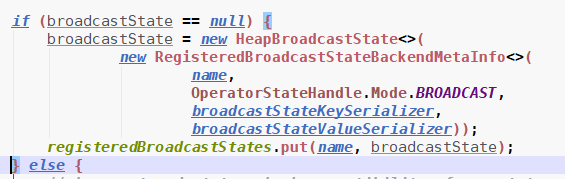 if (broadcastState == null) {
broadcastState = new HeapBroadcastState<>(
new RegisteredBroadcastStateBackendMetaInfo<>(
name,
OperatorStateHandle.Mode.BROADCAST,
broadcastStateKeySerializer,
broadcastStateValueSerializer));
registeredBroadcastStates.put(name, broadcastState);
} else {